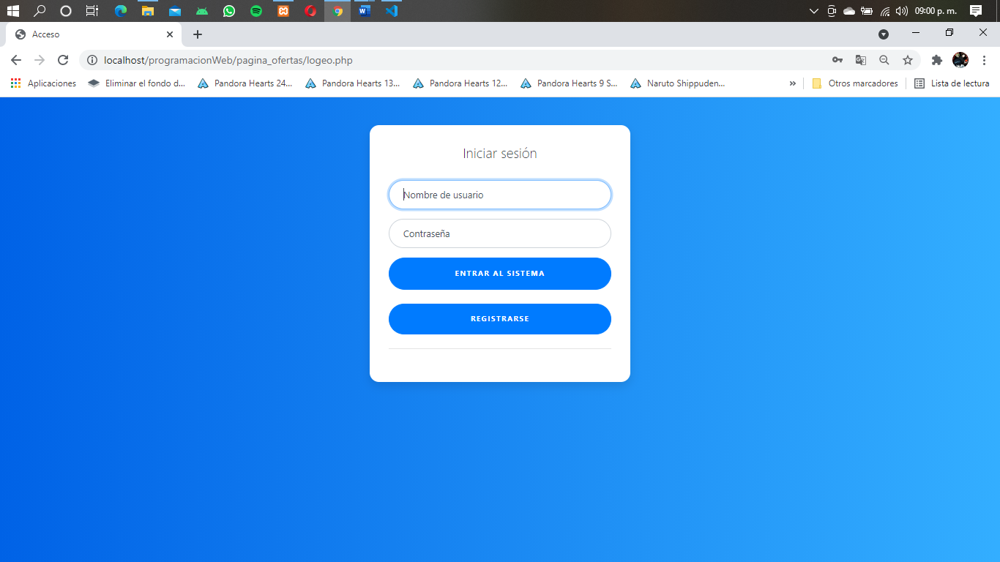 09:00 p. m.
Acceso
localhost/programacionWeb/pagina_ofertas/logeo.php
Aplicaciones Eliminar el fondo d... Pandora Hearts 24... Pandora Hearts 13... Pandora Hearts 12... Pandora Hearts 9 S... Naruto Shippuden... » Otros marcadores Lista de lectura
Iniciar sesión
Nombre de usuario
Contraseña
ENTRAR AL SISTEMA
REGISTRARSE